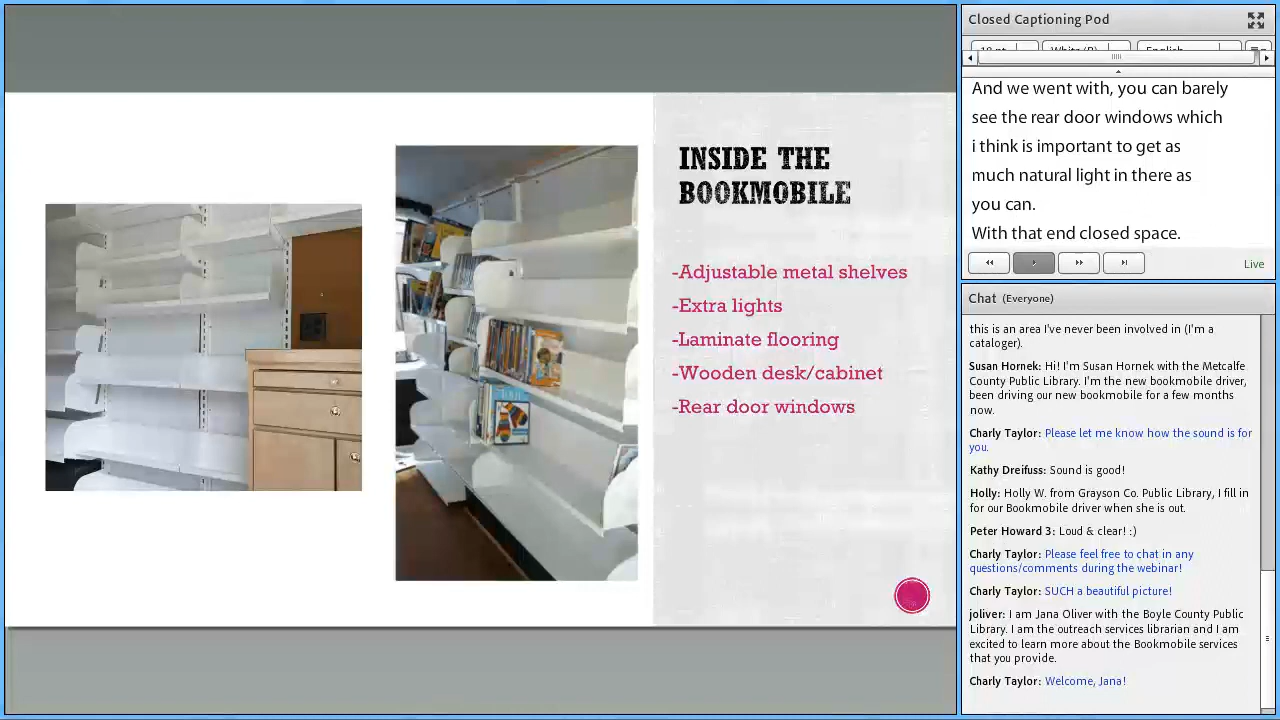 INSIDE THE
BOOKMOBILE
-Adjustable metal shelves
-Extra lights
-Laminate flooring
-Wooden desk/cabinet
-Rear door windows
Closed Captioning Pod
English
And we went with, you can barely
see the rear door windows which
i think is important to get as
much natural light in there as
you can.
With that end closed space.
Live
Chat (Everyone)
this is an area I've never been involved in (I'm a
cataloger).
Susan Hornek: Hi! I'm Susan Hornek with the Metcalfe
County Public Library. I'm the new bookmobile driver,
been driving our new bookmobile for a few months
now.
Charly Taylor: Please let me know how the sound is for
you.
Kathy Dreifuss: Sound is good!
Holly: Holly W. from Grayson Co. Public Library, I fill in
for our Bookmobile driver when she is out.
Peter Howard 3: Loud & clear! :)
Charly Taylor: Please feel free to chat in any
questions/comments during the webinar!
Charly Taylor: SUCH a beautiful picture!
joliver: I am Jana Oliver with the Boyle County Public
Library. I am the outreach services librarian and I am
excited to learn more about the Bookmobile services
that you provide.
Charly Taylor: Welcome, Jana!